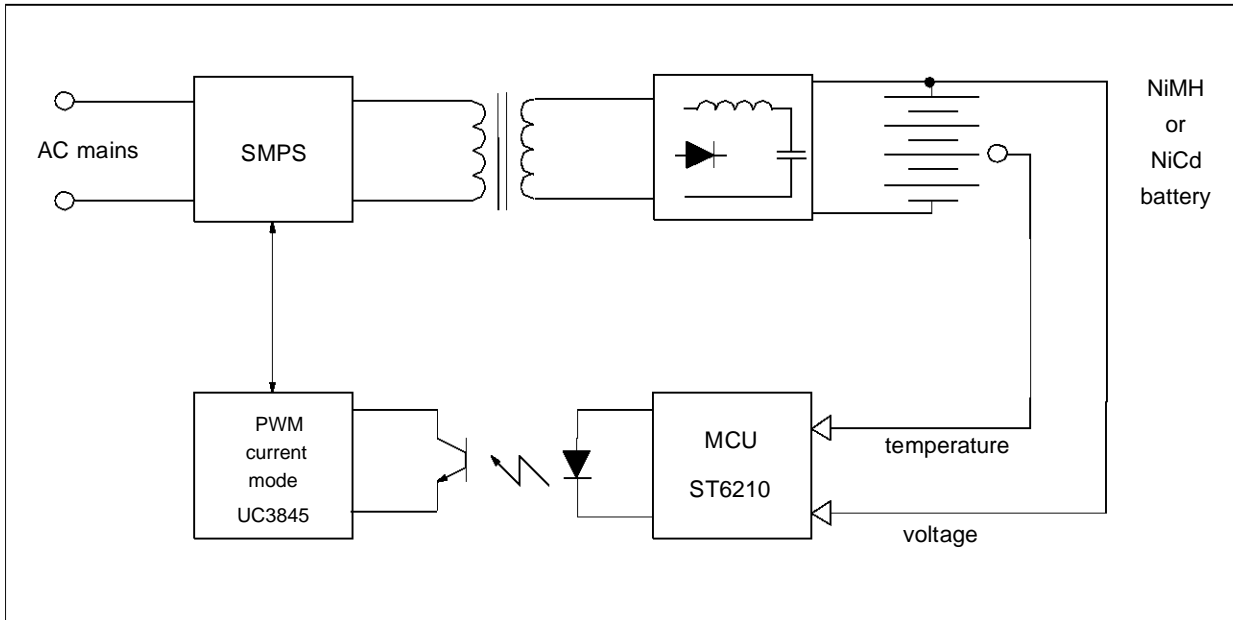 AC mains
SMPS
NiMH
or
NiCd
battery
PWM
current
mode
UC3845
MCU
ST6210
temperature
voltage